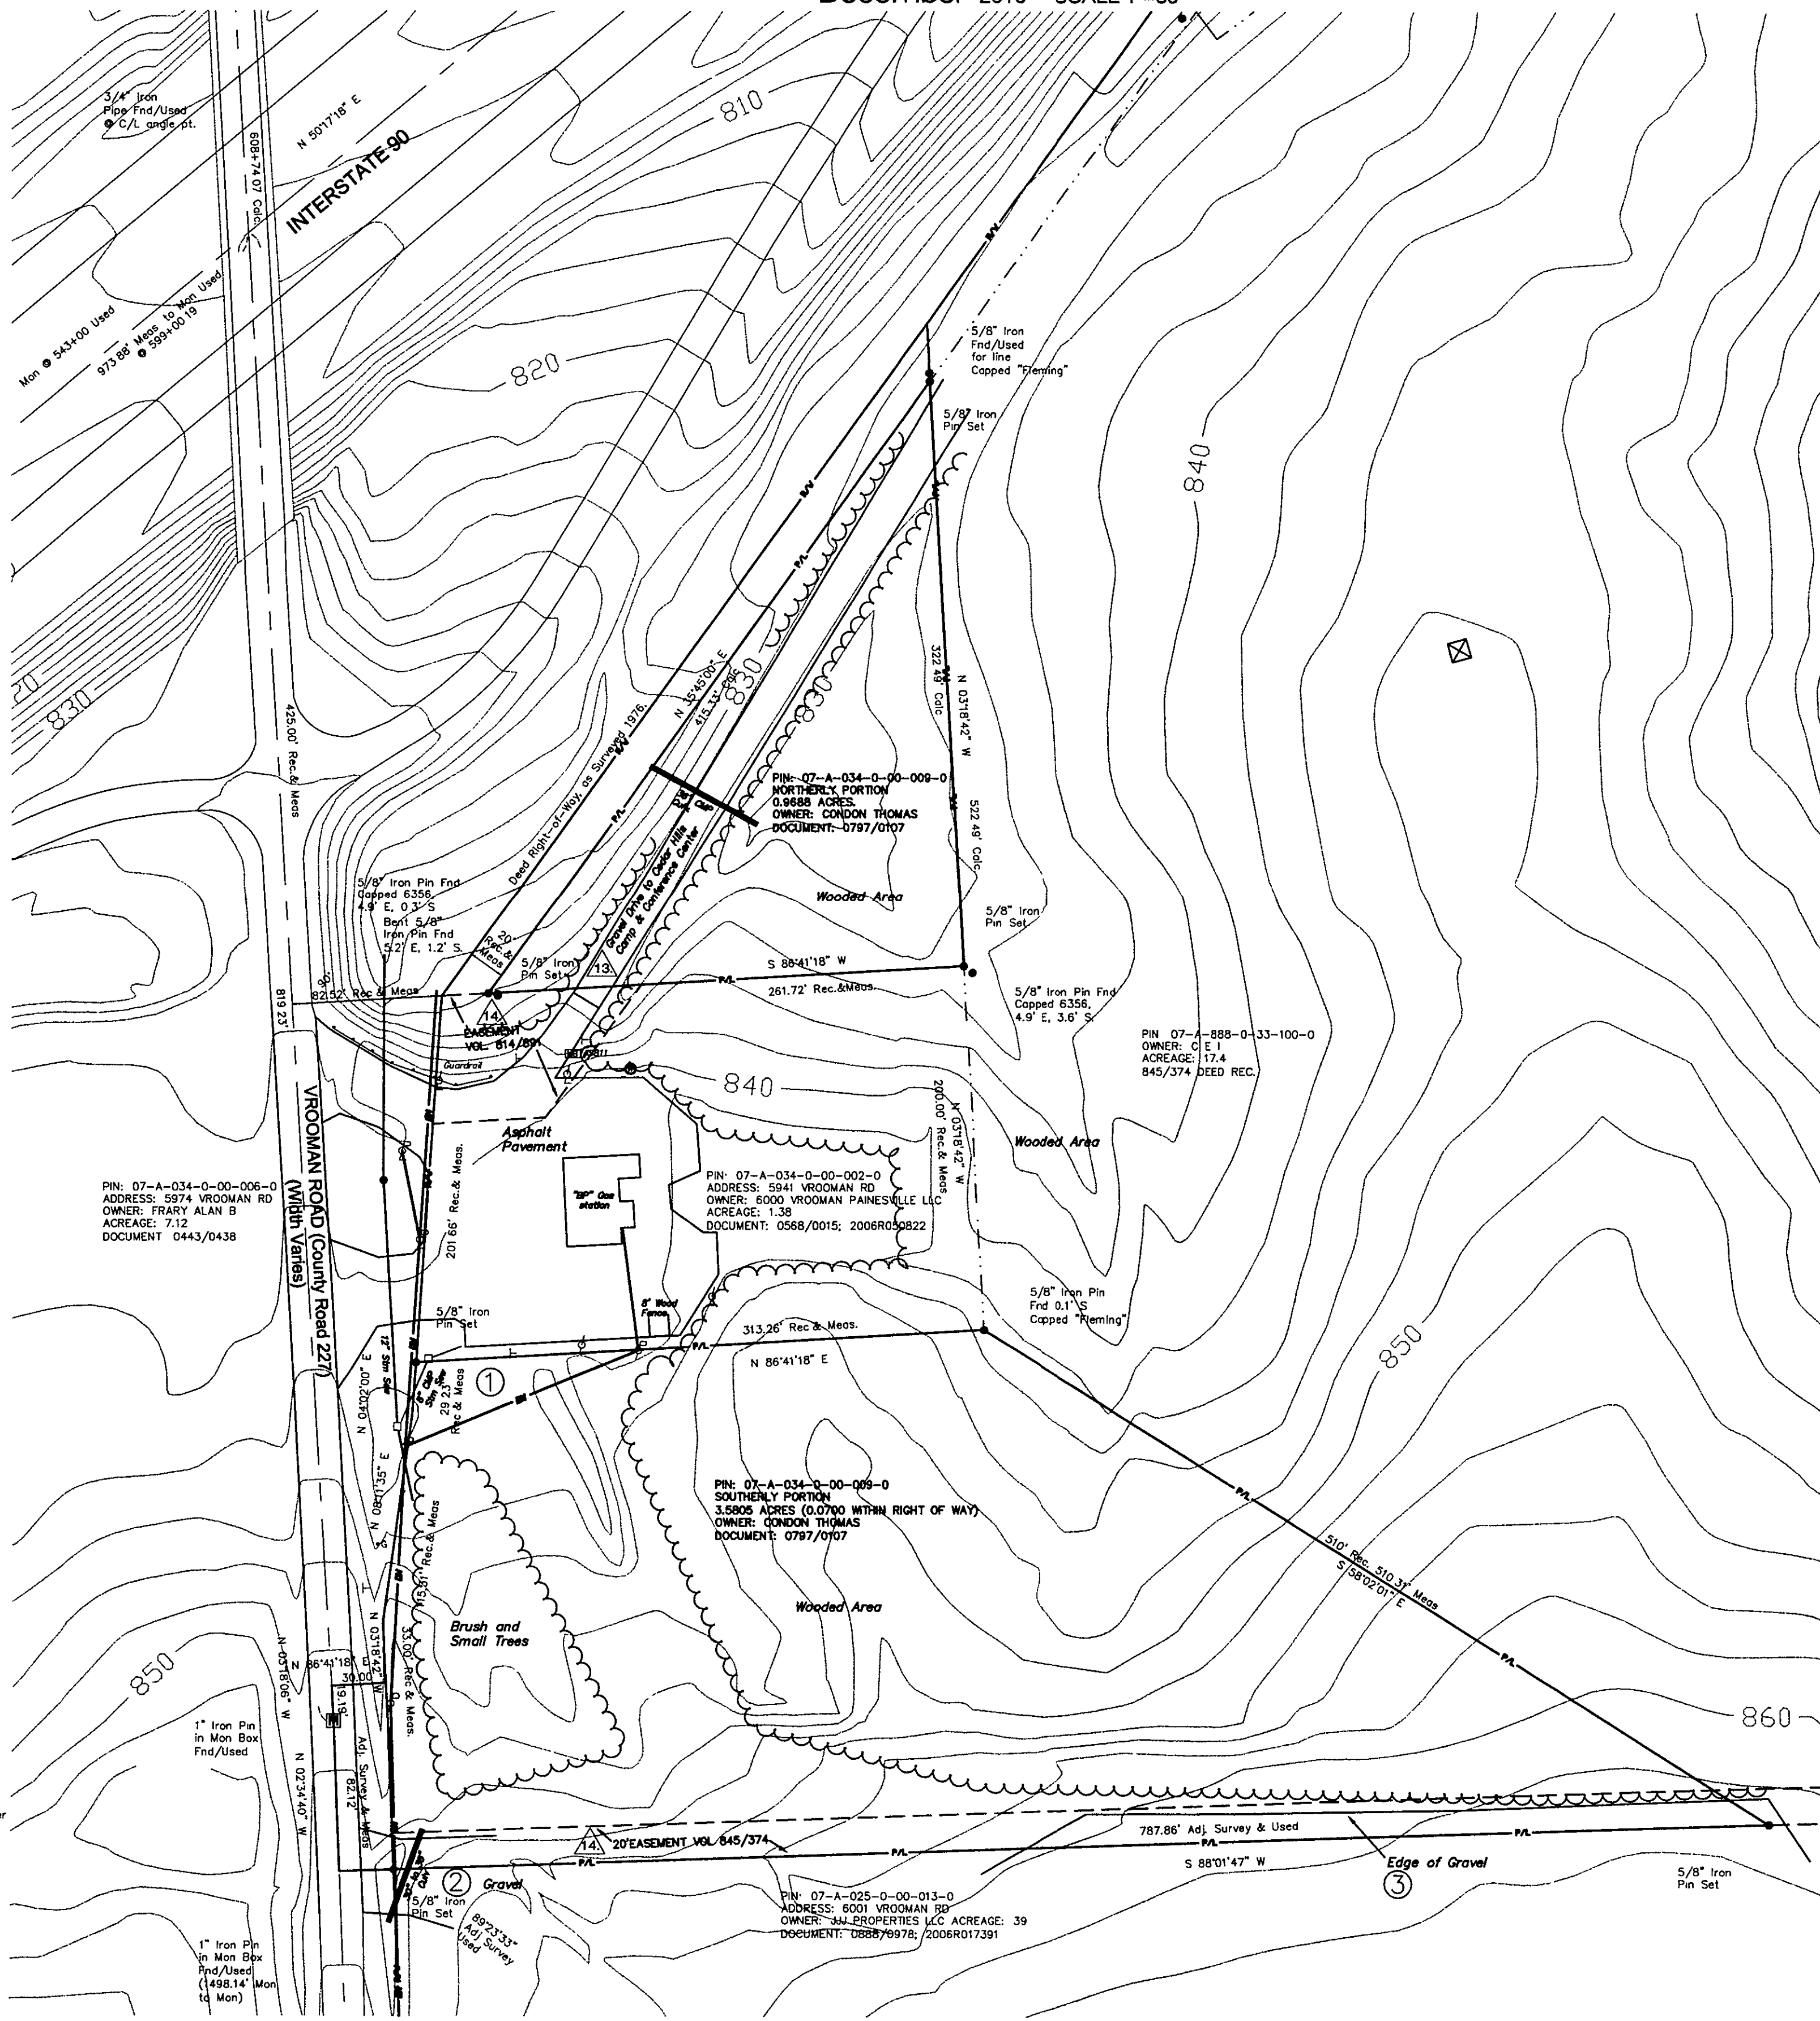 3/4" Iron
Pipe Fnd/Used
@ C/L angle pt.
608+74 07 Calc
N 50°17'18" E
INTERSTATE 90
810
Mon @ 543+00 Used
973 88' Meas to Mon Used
@ 599+00 19
820
R/W
5/8" Iron
Fnd/Used
for line
Capped "Fleming"
5/8" Iron
Pin Set
840
R/W
P/L
20
830
425.00' Rec.& Meas
Deed Right-of-Way, as Surveyed 1976.
R/W
N 35°45'00" E
415.33' Calc
830
830
322 49' Calc
N 03°18'42" W
522 49' Calc
P/L
PIN: 07-A-034-0-00-009-0
NORTHERLY PORTION
0.9688 ACRES.
OWNER: CONDON THOMAS
DOCUMENT: 0797/0107
Gravel Drive to Cedar Hills
Camp & Conference Center
Wooded Area
5/8" Iron Pin Fnd
Capped 6356,
4.9' E, 0 3' S
Bent 5/8"
Iron Pin Fnd
5.2' E, 1.2' S
20'
Rec.&
Meas
5/8" Iron
Pin Set
13.
S 86°41'18" W
P/L
261.72' Rec.&Meas.
5/8" Iron
Pin Set
5/8" Iron Pin Fnd
Capped 6356,
4.9' E, 3.6' S
82.52' Rec & Meas
819 23'
14.
EASEMENT
VOL. 814/891
Guardrail
840
PIN 07-A-888-0-33-100-0
OWNER: C E I
ACREAGE: 17.4
845/374 DEED REC.
200.00' Rec.& Meas
N 03°18'42" W
Wooded Area
Asphalt
Pavement
VROOMAN ROAD (County Road 227)
(Width Varies)
PIN: 07-A-034-0-00-006-0
ADDRESS: 5974 VROOMAN RD
OWNER: FRARY ALAN B
ACREAGE: 7.12
DOCUMENT 0443/0438
201 66' Rec.& Meas.
"BP" Gas
station
PIN: 07-A-034-0-00-002-0
ADDRESS: 5941 VROOMAN RD
OWNER: 6000 VROOMAN PAINESVILLE LLC
ACREAGE: 1.38
DOCUMENT: 0568/0015; 2006R050822
5/8" Iron
Pin Set
8' Wood
Fence
5/8" Iron Pin
Fnd 0.1' S
Capped "Fleming"
313.26' Rec & Meas.
P/L
N 86°41'18" E
12" Stm Sew
N 04°02'00" E
29 23'
Rec & Meas
1
850
N 08°11'35" E
PIN: 07-A-034-0-00-009-0
SOUTHERLY PORTION
3.5805 ACRES (0.0700 WITHIN RIGHT OF WAY)
OWNER: CONDON THOMAS
DOCUMENT: 0797/0107
P/L
510' Rec. 510 31' Meas
S 58°02'01" E
Wooded Area
Brush and
Small Trees
P/L
850
N 03°18'06" W
N 86°41'18" E
30.00'
N 03°18'42" W
33.00' Rec & Meas.
19.19'
1" Iron Pin
in Mon Box
Fnd/Used
860
N 02°34'40" W
82.12'
Adj. Survey & Meas
14.
20'EASEMENT VOL 845/374
787.86' Adj. Survey & Used
P/L
P/L
P/L
P/L
S 88°01'47" W
Edge of Gravel
3
5/8" Iron
Pin Set
2
Gravel
5/8" Iron
Pin Set
89°23'33"
Adj Survey
Used
PIN: 07-A-025-0-00-013-0
ADDRESS: 6001 VROOMAN RD
OWNER: JJJ PROPERTIES LLC ACREAGE: 39
DOCUMENT: 0888/0978; 2006R017391
1" Iron Pin
in Mon Box
Fnd/Used
(1498.14' Mon
to Mon)